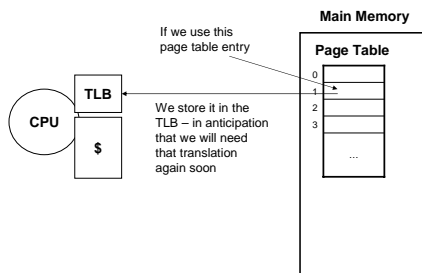 Main Memory
If we use this
page table entry
Page Table
0
1
2
3
...
TLB
CPU
$
We store it in the
TLB – in anticipation
that we will need
that translation
again soon